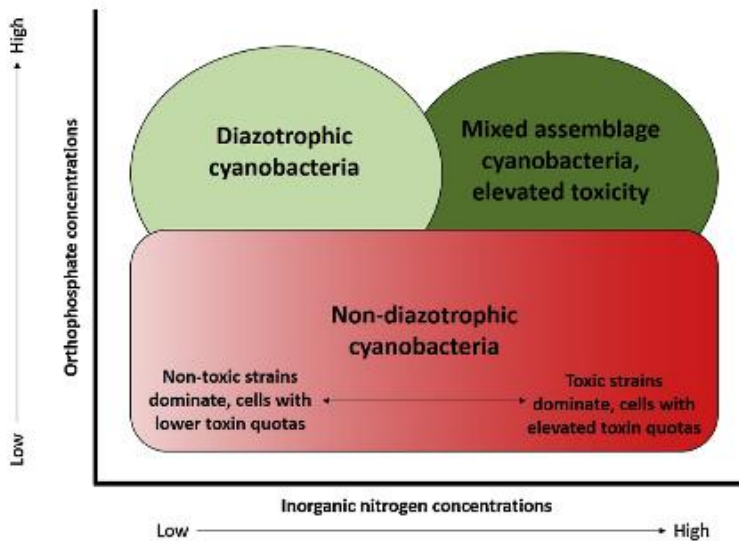 High
Orthophosphate concentrations
Low
Diazotrophic
cyanobacteria
Mixed assemblage
cyanobacteria,
elevated toxicity
Non-diazotrophic
cyanobacteria
Non-toxic strains
dominate, cells with
lower toxin quotas
Toxic strains
dominate, cells with
elevated toxin quotas
Inorganic nitrogen concentrations
Low
High